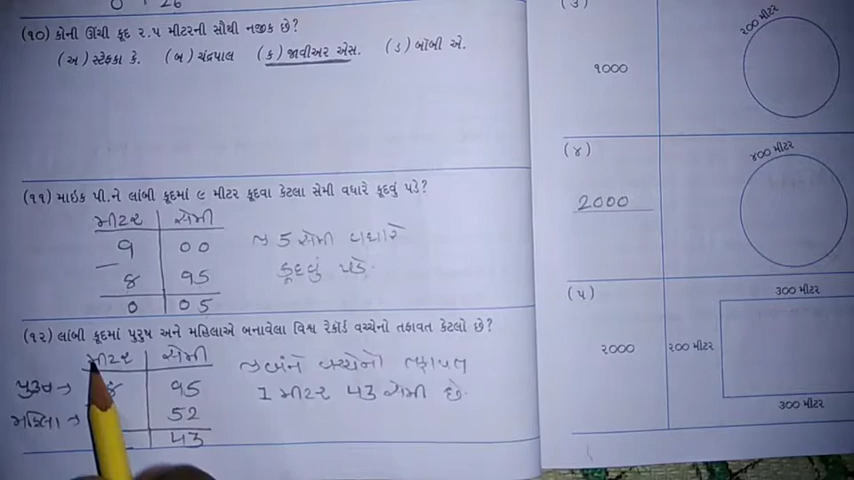 (૧૦) કોની ઊંચી કૂદ ૨.૫ મીટરની સૌથી નજીક છે?
(અ) સ્ટેફકા કે. (બ) ચંદ્રપાલ (ક) જાવીઅર એસ. (ડ) બૉબી એ.
(૧૧) માઇક પી.ને લાંબી કૂદમાં ૯ મીટર કૂદવા કેટલા સેમી વધારે કૂદવું પડે?
મીટર સેમી
9 00
- ૪ 95
0 05
5 સેમી વધારે
કૂદવું પડે.
(૧૨) લાંબી કૂદમાં પુરુષ અને મહિલાએ બનાવેલા વિશ્વ રેકૉર્ડ વચ્ચેનો તફાવત કેટલો છે?
મીટર સેમી
પુરુષ → 95
મહિલા → 52
43
બંને વચ્ચેનો તફાવત
1 મીટર 43 સેમી છે.
(૩)
૧૦૦૦
૨૦૦ મીટર
(૪)
2000
૪૦૦ મીટર
(૫)
૨૦૦૦
૩૦૦ મીટર
૨૦૦ મીટર
૩૦૦ મીટર